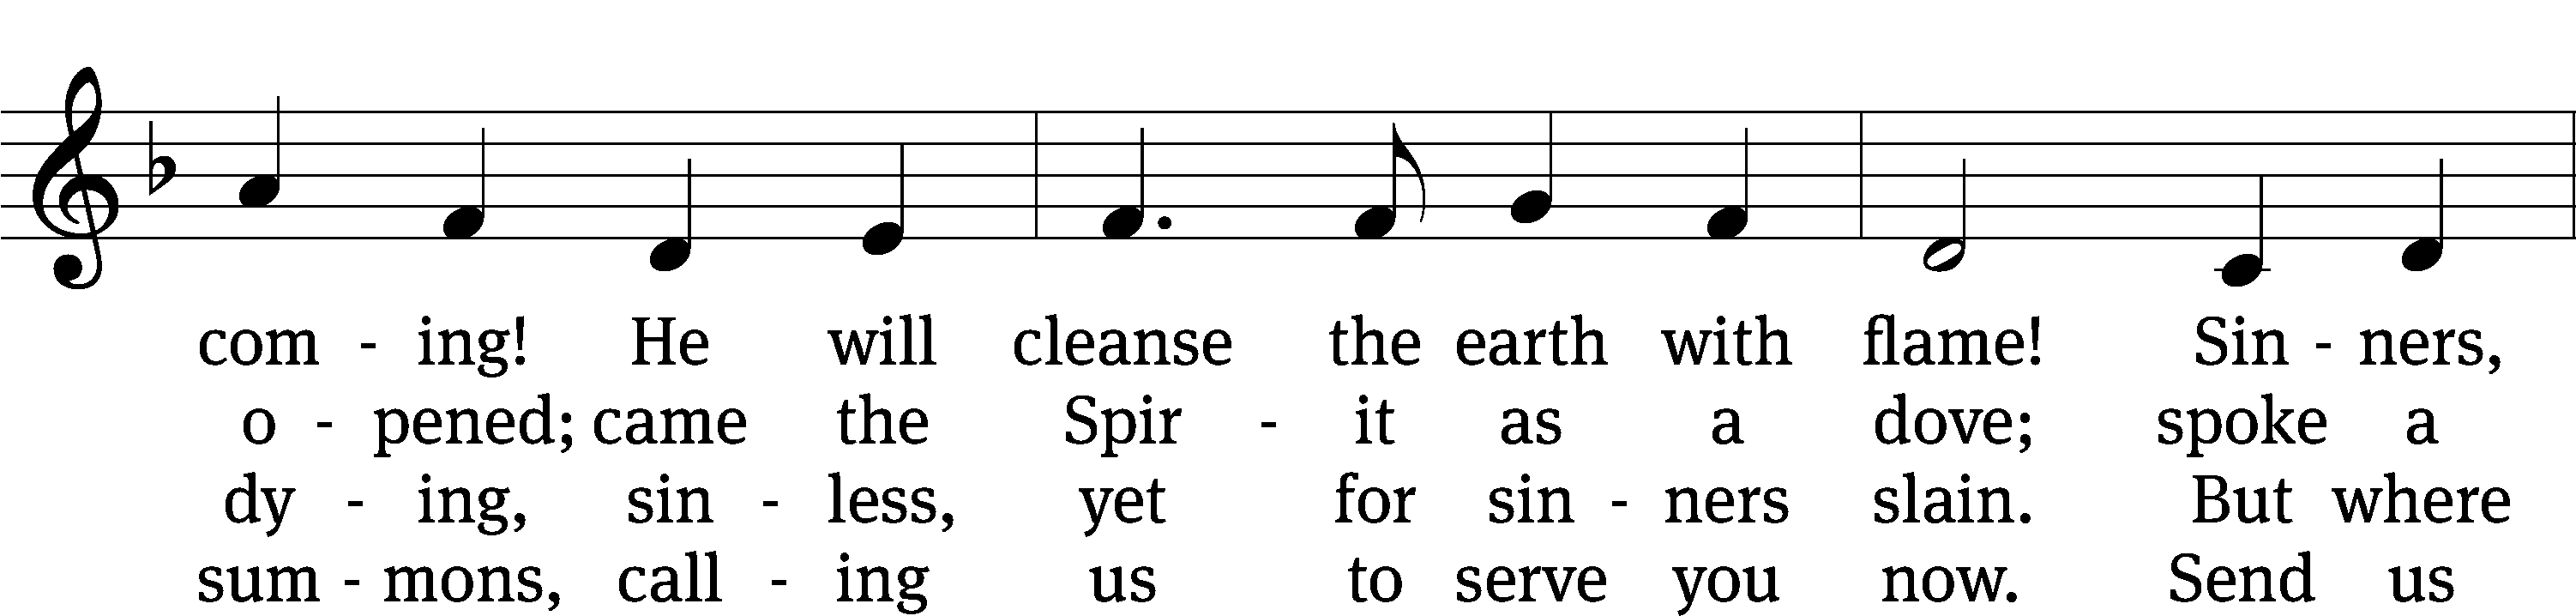 com - ing! He will cleanse the earth with flame! Sin - ners,
o - pened; came the Spir - it as a dove; spoke a
dy - ing, sin - less, yet for sin - ners slain. But where
sum - mons, call - ing us to serve you now. Send us